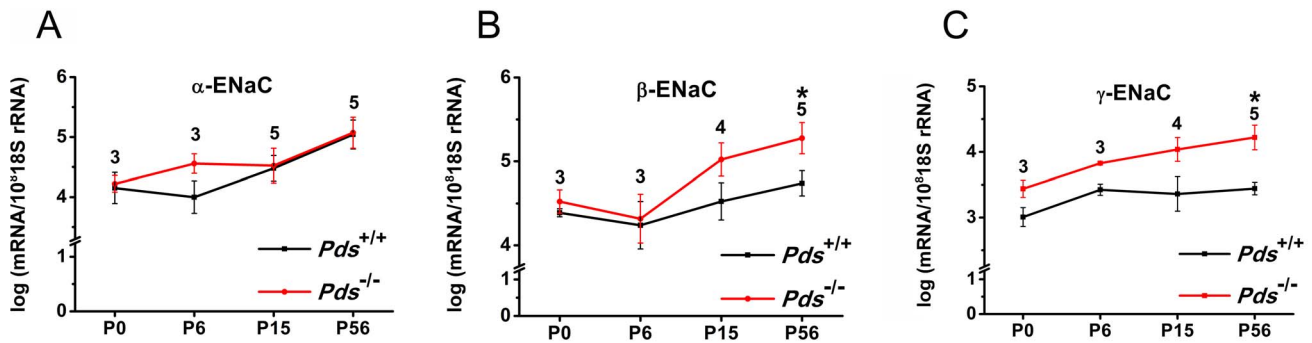 A
α-ENaC
log (mRNA/10⁸18S rRNA)
6
5
4
1
0
3
3
5
5
Pds+/+
Pds-/-
P0 P6 P15 P56
B
β-ENaC
log (mRNA/10⁸18S rRNA)
6
5
4
1
0
3
3
4
*
5
Pds+/+
Pds-/-
P0 P6 P15 P56
C
γ-ENaC
log (mRNA/10⁸18S rRNA)
5
4
3
1
0
3
3
4
*
5
Pds+/+
Pds-/-
P0 P6 P15 P56